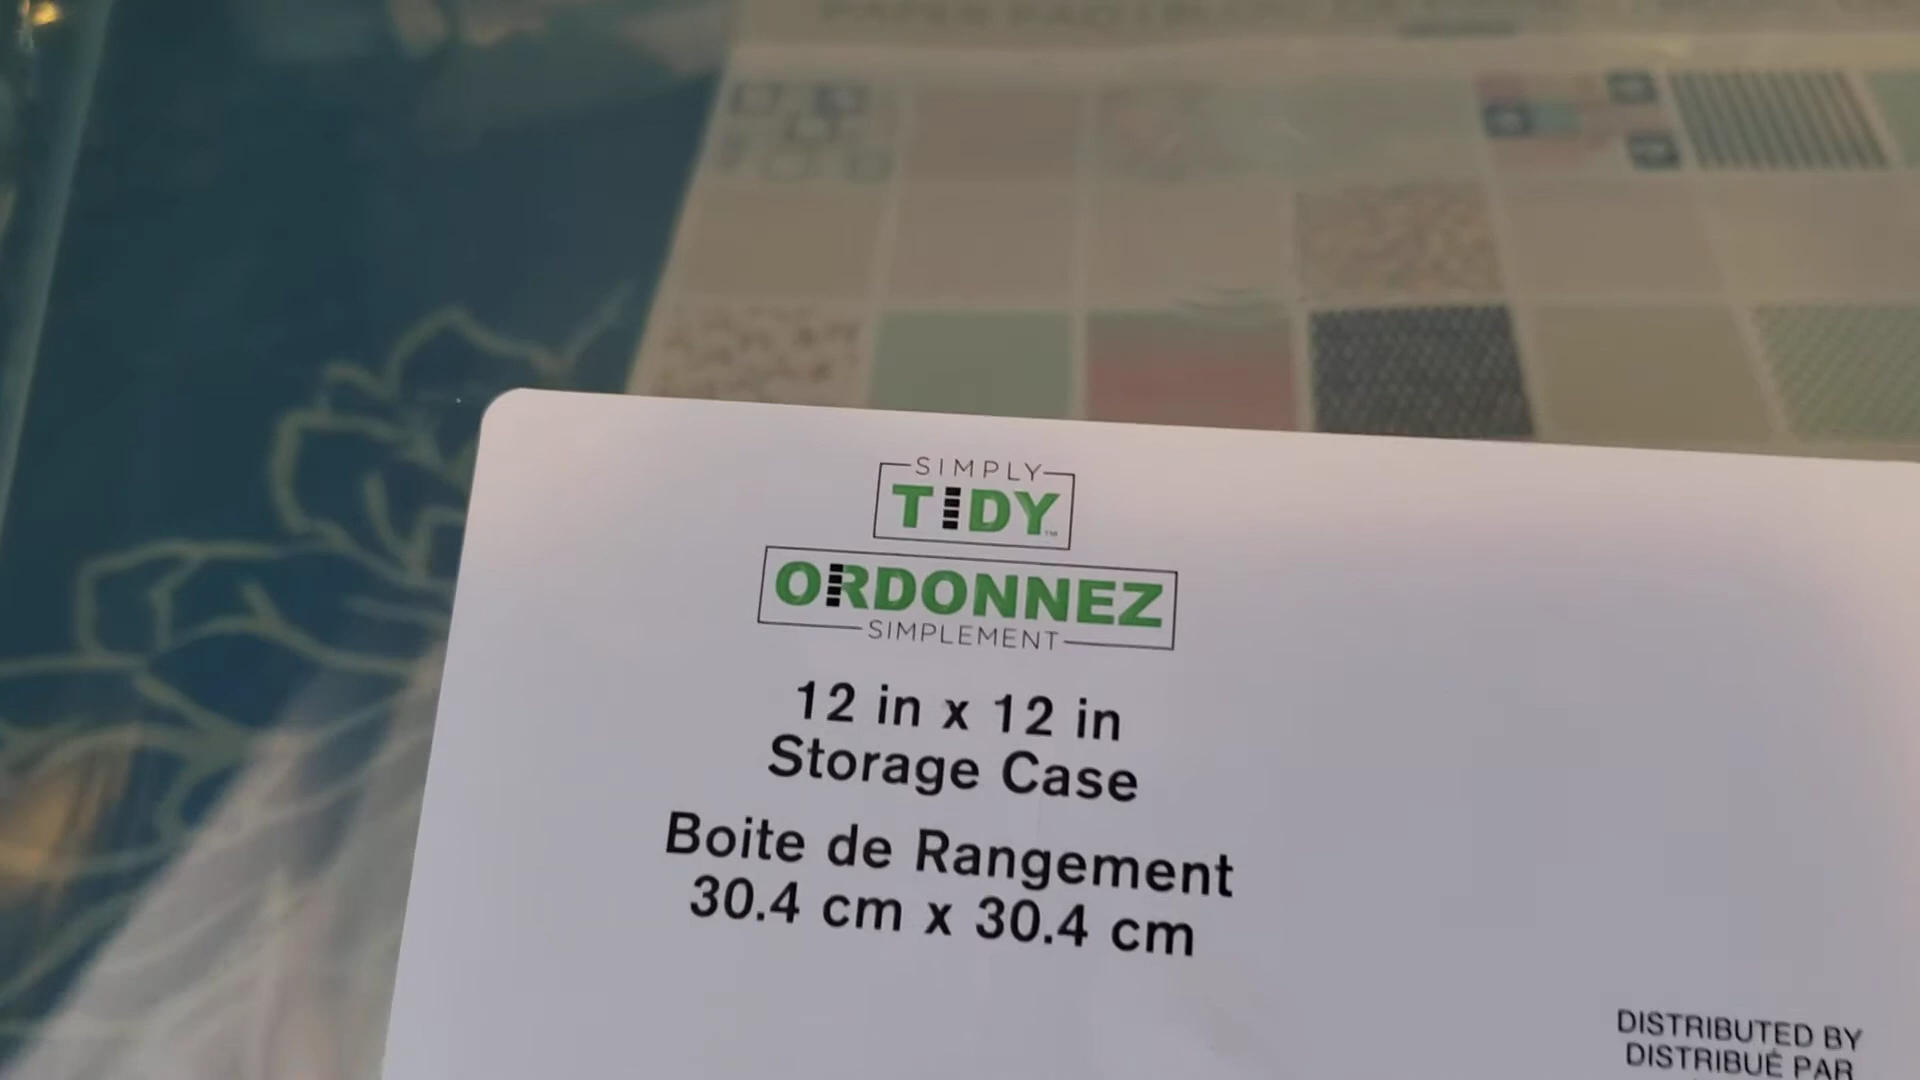 SIMPLY
TIDY™
ORDONNEZ
SIMPLEMENT
12 in x 12 in
Storage Case
Boite de Rangement
30.4 cm x 30.4 cm
DISTRIBUTED BY
DISTRIBUÉ PAR